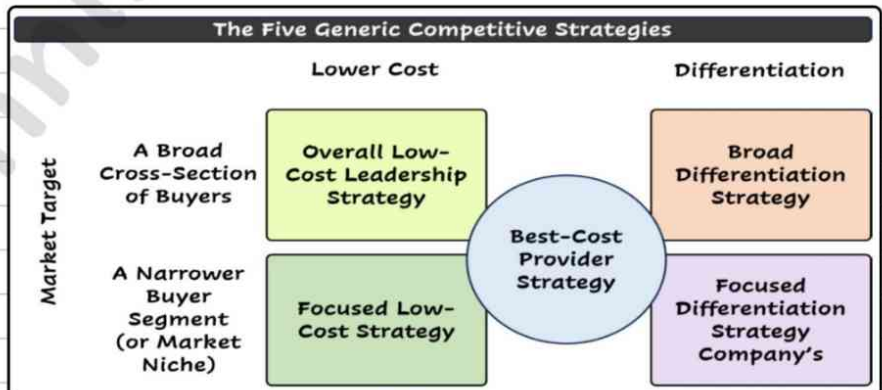 The Five Generic Competitive Strategies
Lower Cost
Differentiation
Market Target
A Broad
Cross-Section
of Buyers
Overall Low-
Cost Leadership
Strategy
Broad
Differentiation
Strategy
Best-Cost
Provider
Strategy
A Narrower
Buyer
Segment
(or Market
Niche)
Focused Low-
Cost Strategy
Focused
Differentiation
Strategy
Company's